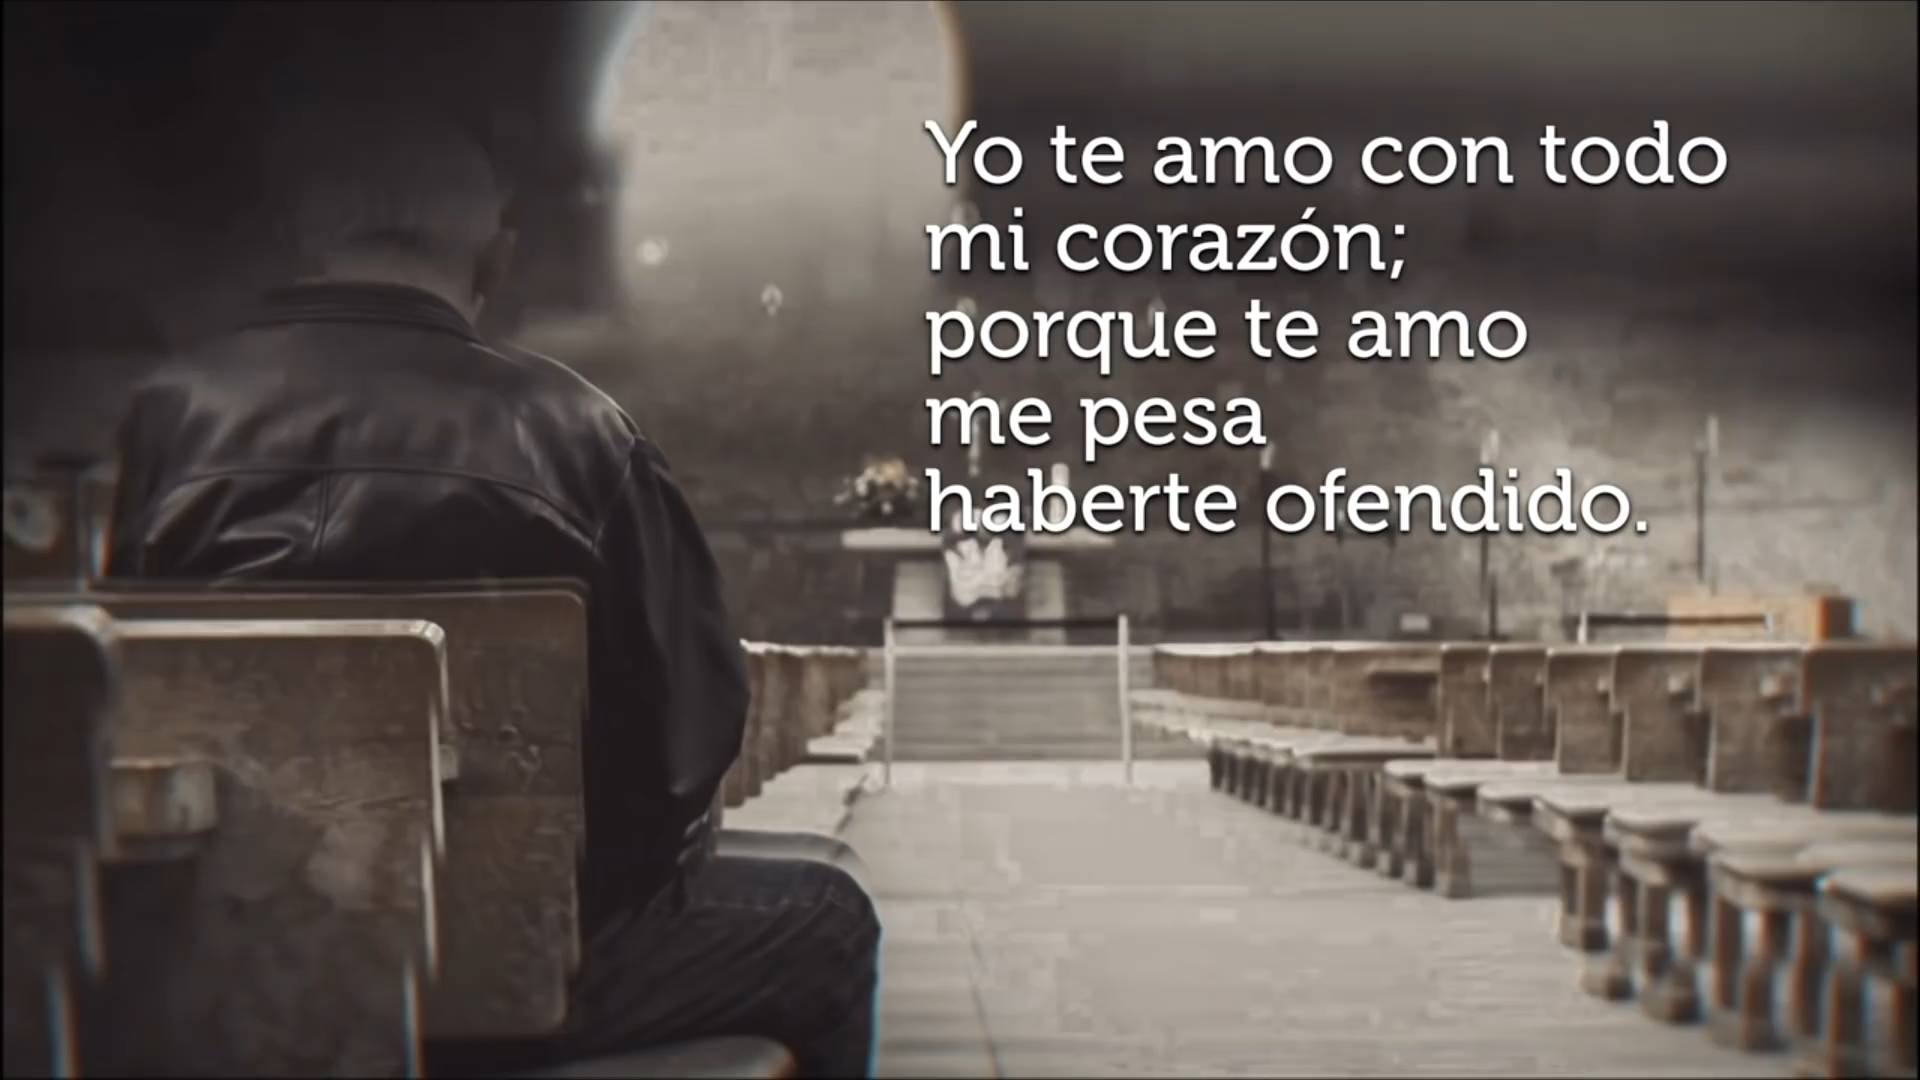 Yo te amo con todo
mi corazón;
porque te amo
me pesa
haberte ofendido.